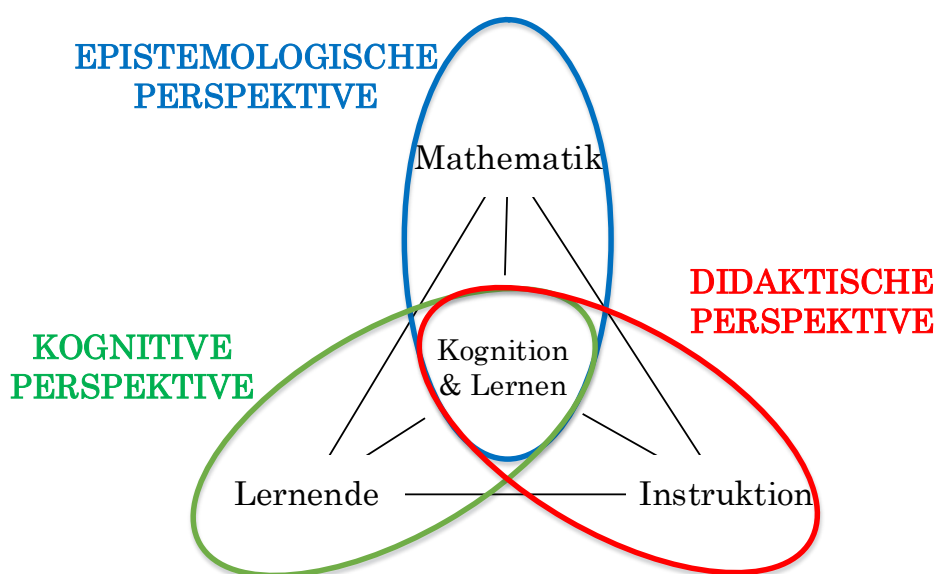 EPISTEMOLOGISCHE
PERSPEKTIVE
Mathematik
DIDAKTISCHE
PERSPEKTIVE
KOGNITIVE
PERSPEKTIVE
Kognition
& Lernen
Lernende
Instruktion